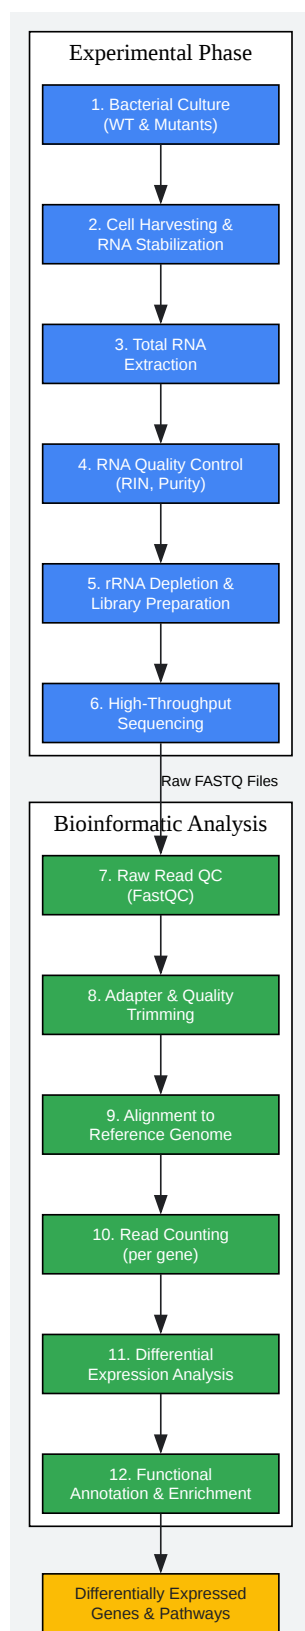 Experimental Phase
1. Bacterial Culture
(WT & Mutants)
2. Cell Harvesting &
RNA Stabilization
3. Total RNA
Extraction
4. RNA Quality Control
(RIN, Purity)
5. rRNA Depletion &
Library Preparation
6. High-Throughput
Sequencing
Raw FASTQ Files
Bioinformatic Analysis
7. Raw Read QC
(FastQC)
8. Adapter & Quality
Trimming
9. Alignment to
Reference Genome
10. Read Counting
(per gene)
11. Differential
Expression Analysis
12. Functional
Annotation & Enrichment
Differentially Expressed
Genes & Pathways